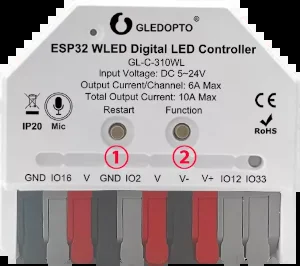 GLEDOPTO
ESP32 WLED Digital LED Controller
GL-C-310WL
Input Voltage: DC 5~24V
Output Current/Channel: 6A Max
Total Output Current: 10A Max
IP20 Mic
Restart Function
CE
RoHS
1 2
GND IO16 V GND IO2 V V- V+ IO12 IO33